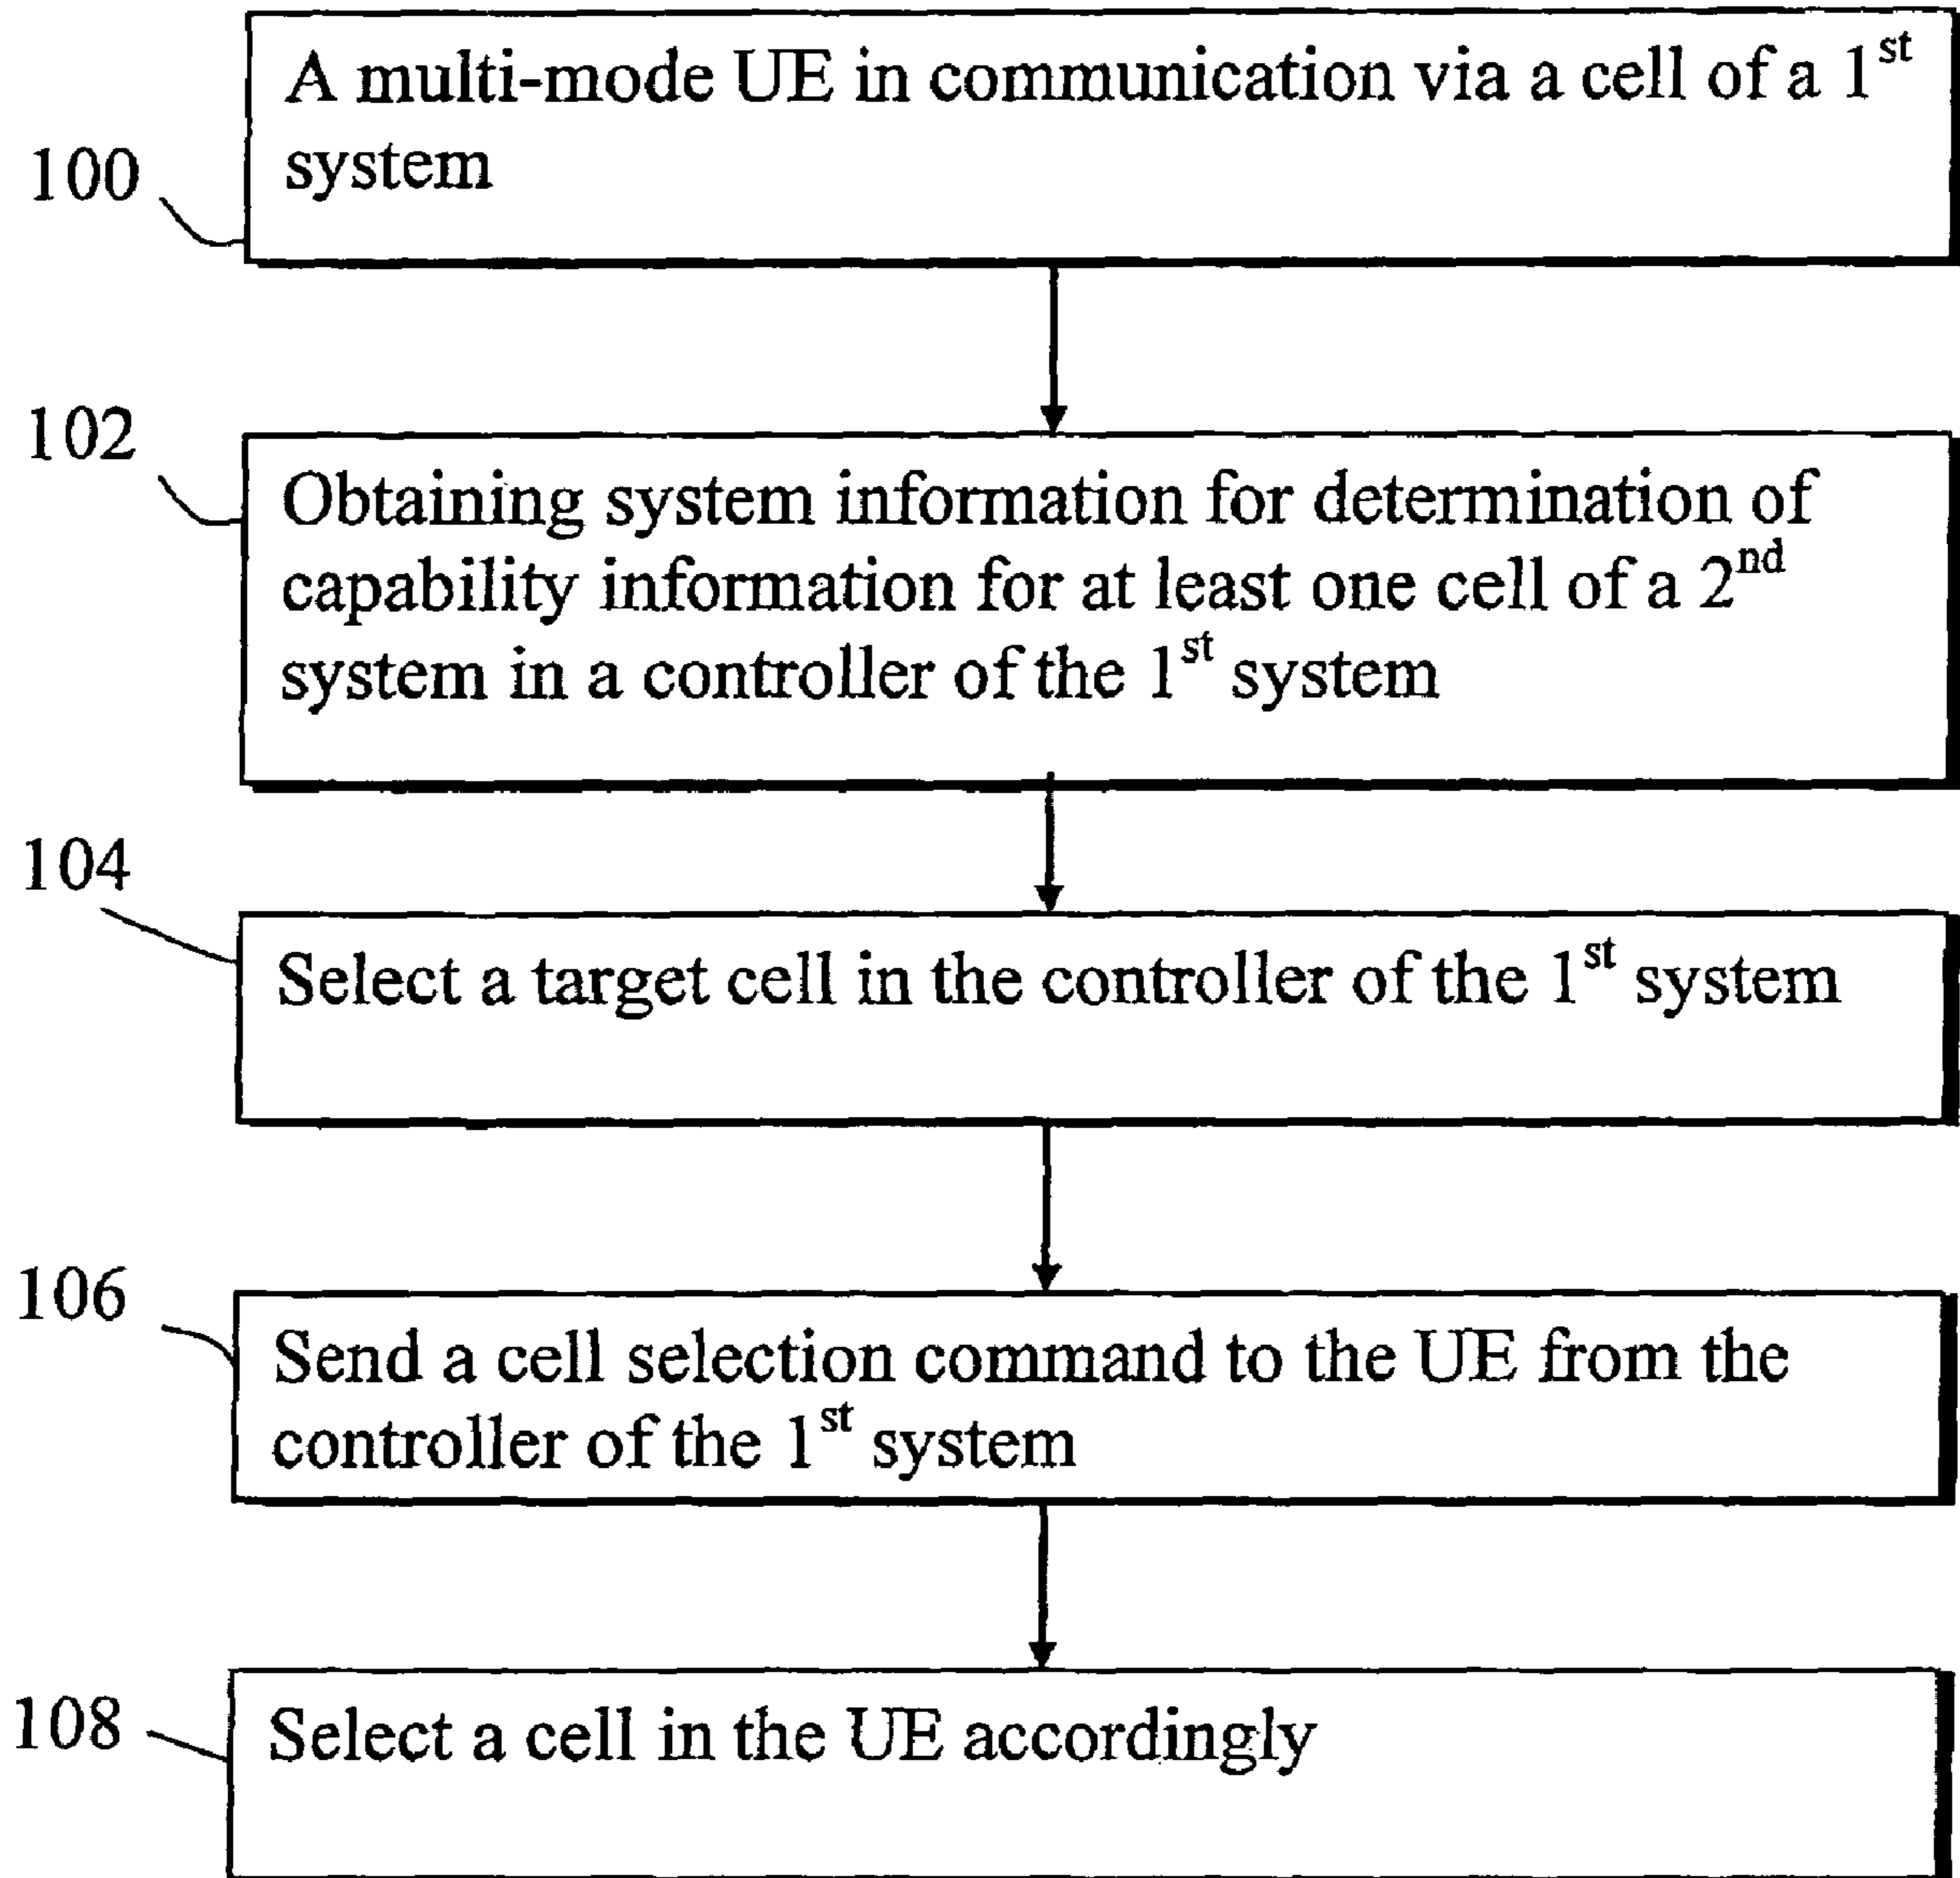 A multi-mode UE in communication via a cell of a 1st
system
100
102
Obtaining system information for determination of
capability information for at least one cell of a 2nd
system in a controller of the 1st system
104
Select a target cell in the controller of the 1st system
106
Send a cell selection command to the UE from the
controller of the 1st system
108
Select a cell in the UE accordingly